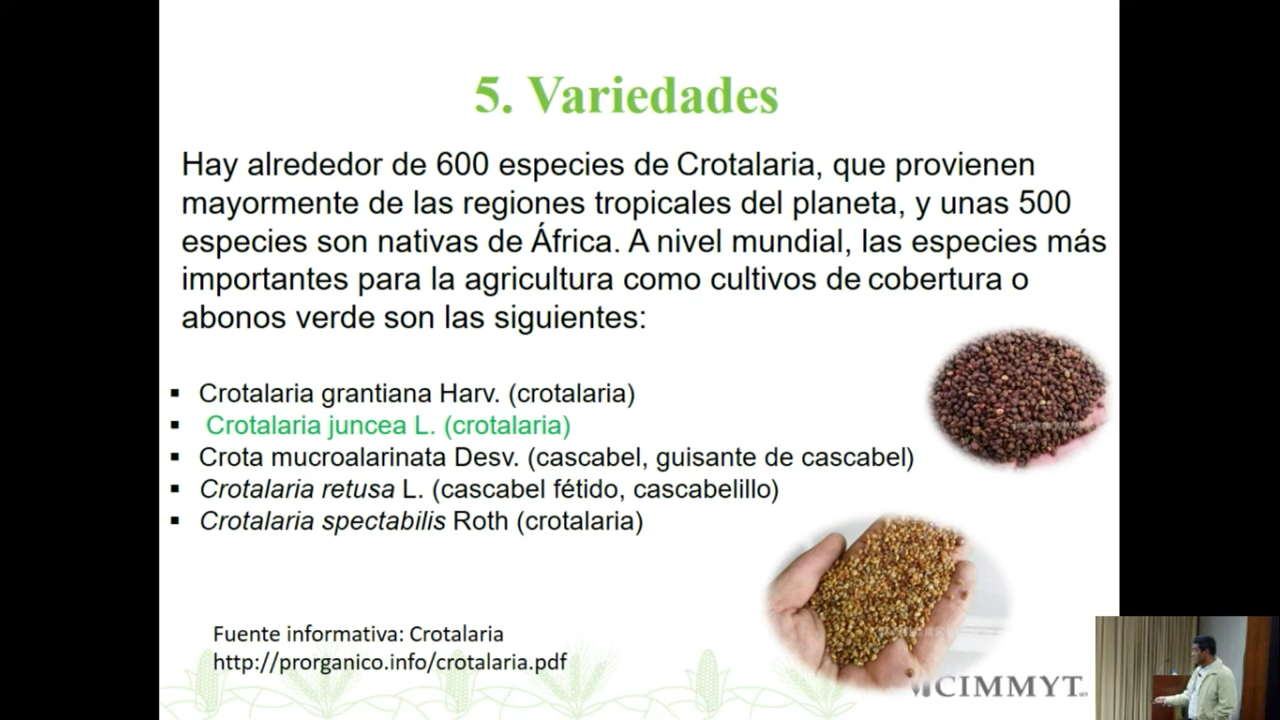 5. Variedades
Hay alrededor de 600 especies de Crotalaria, que provienen
mayormente de las regiones tropicales del planeta, y unas 500
especies son nativas de África. A nivel mundial, las especies más
importantes para la agricultura como cultivos de cobertura o
abonos verde son las siguientes:
▪ Crotalaria grantiana Harv. (crotalaria)
▪ Crotalaria juncea L. (crotalaria)
▪ Crota mucroalarinata Desv. (cascabel, guisante de cascabel)
▪ Crotalaria retusa L. (cascabel fétido, cascabelillo)
▪ Crotalaria spectabilis Roth (crotalaria)
Fuente informativa: Crotalaria
http://prorganico.info/crotalaria.pdf
CIMMYT